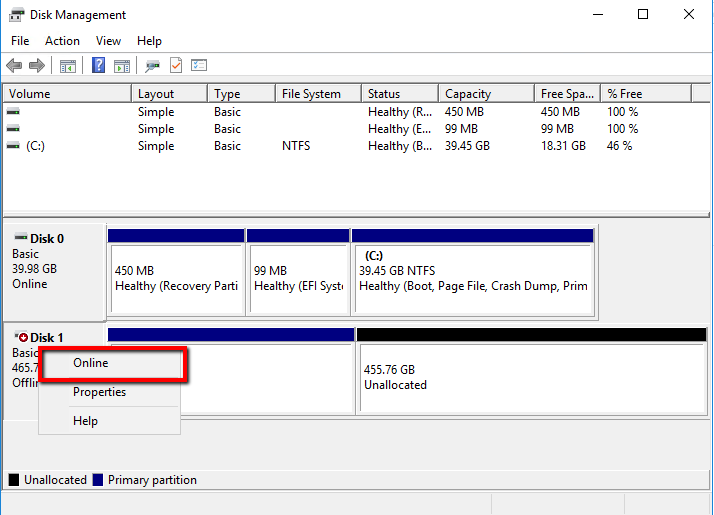 Disk Management
File Action View Help
Volume Layout Type File System Status Capacity Free Spa... % Free
Simple Basic Healthy (R... 450 MB 450 MB 100 %
Simple Basic Healthy (E... 99 MB 99 MB 100 %
(C:) Simple Basic NTFS Healthy (B... 39.45 GB 18.31 GB 46 %
Disk 0
Basic
39.98 GB
Online
450 MB
Healthy (Recovery Parti
99 MB
Healthy (EFI Syste
(C:)
39.45 GB NTFS
Healthy (Boot, Page File, Crash Dump, Prim
Disk 1
Basic
465.7
Offlin
Online
Properties
Help
455.76 GB
Unallocated
Unallocated Primary partition